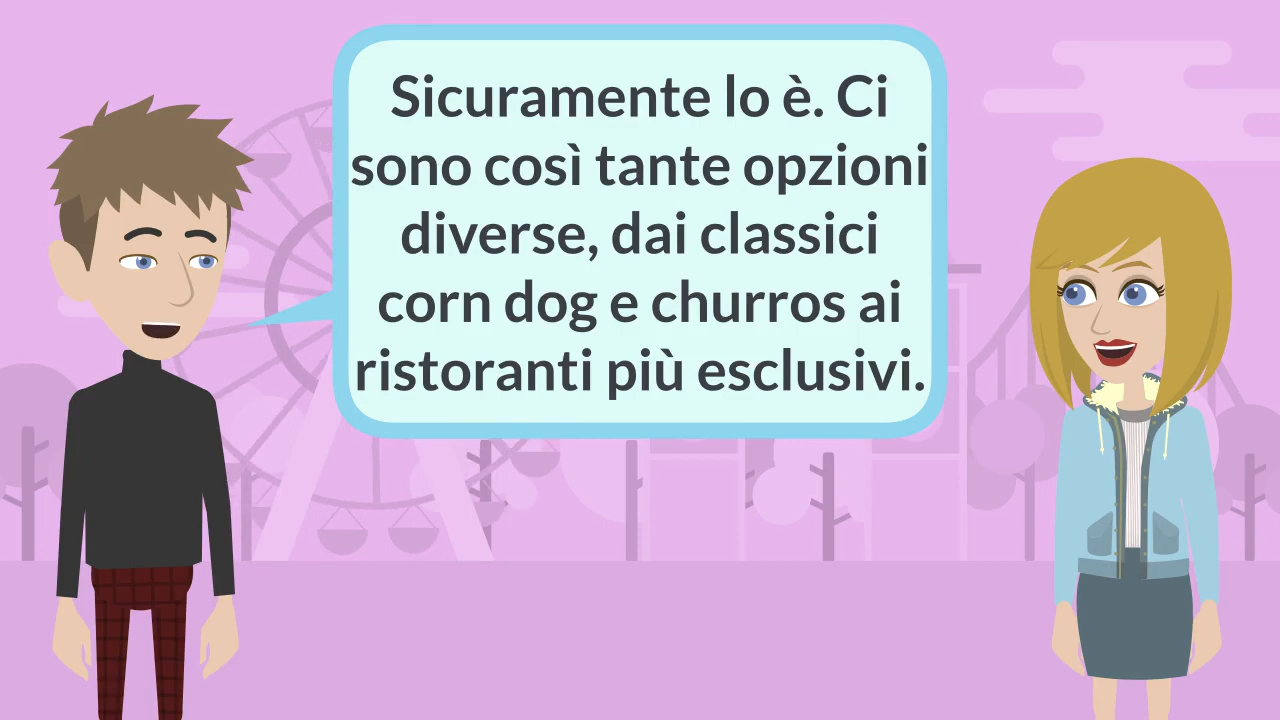 Sicuramente lo è. Ci
sono così tante opzioni
diverse, dai classici
corn dog e churros ai
ristoranti più esclusivi.